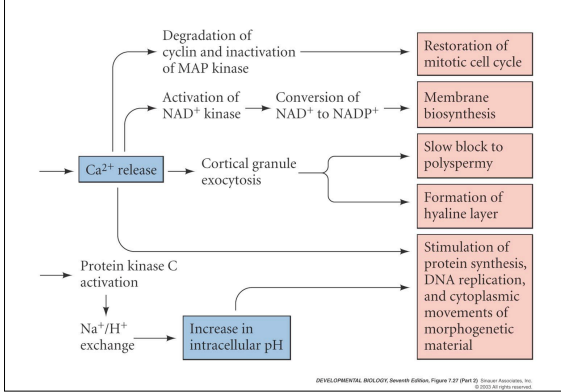 Degradation of
cyclin and inactivation
of MAP kinase
Restoration of
mitotic cell cycle
Activation of
NAD⁺ kinase
Conversion of
NAD⁺ to NADP⁺
Membrane
biosynthesis
Ca²⁺ release
Cortical granule
exocytosis
Slow block to
polyspermy
Formation of
hyaline layer
Stimulation of
protein synthesis,
DNA replication,
and cytoplasmic
movements of
morphogenetic
material
Protein kinase C
activation
Na⁺/H⁺
exchange
Increase in
intracellular pH
DEVELOPMENTAL BIOLOGY, Seventh Edition, Figure 7.27 (Part 2) Sinauer Associates, Inc.
© 2003 All rights reserved.